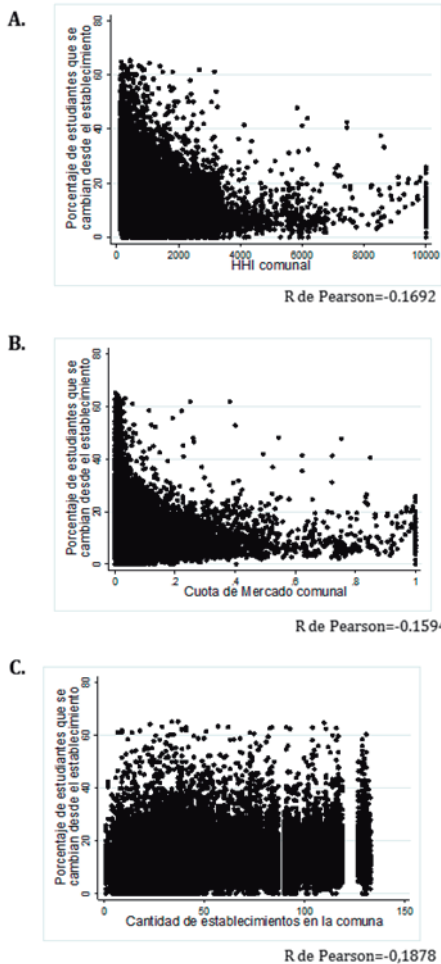 A.
Porcentaje de estudiantes que se
cambian desde el establecimiento
80
60
40
20
0
0 2000 4000 6000 8000 10000
HHI comunal
R de Pearson=-0.1692
B.
Porcentaje de estudiantes que se
cambian desde el establecimiento
80
60
40
20
0
0 .2 .4 .6 .8 1
Cuota de Mercado comunal
R de Pearson=-0.1594
C.
Porcentaje de estudiantes que se
cambian desde el establecimiento
80
60
40
20
0
0 50 100 150
Cantidad de establecimientos en la comuna
R de Pearson=-0,1878